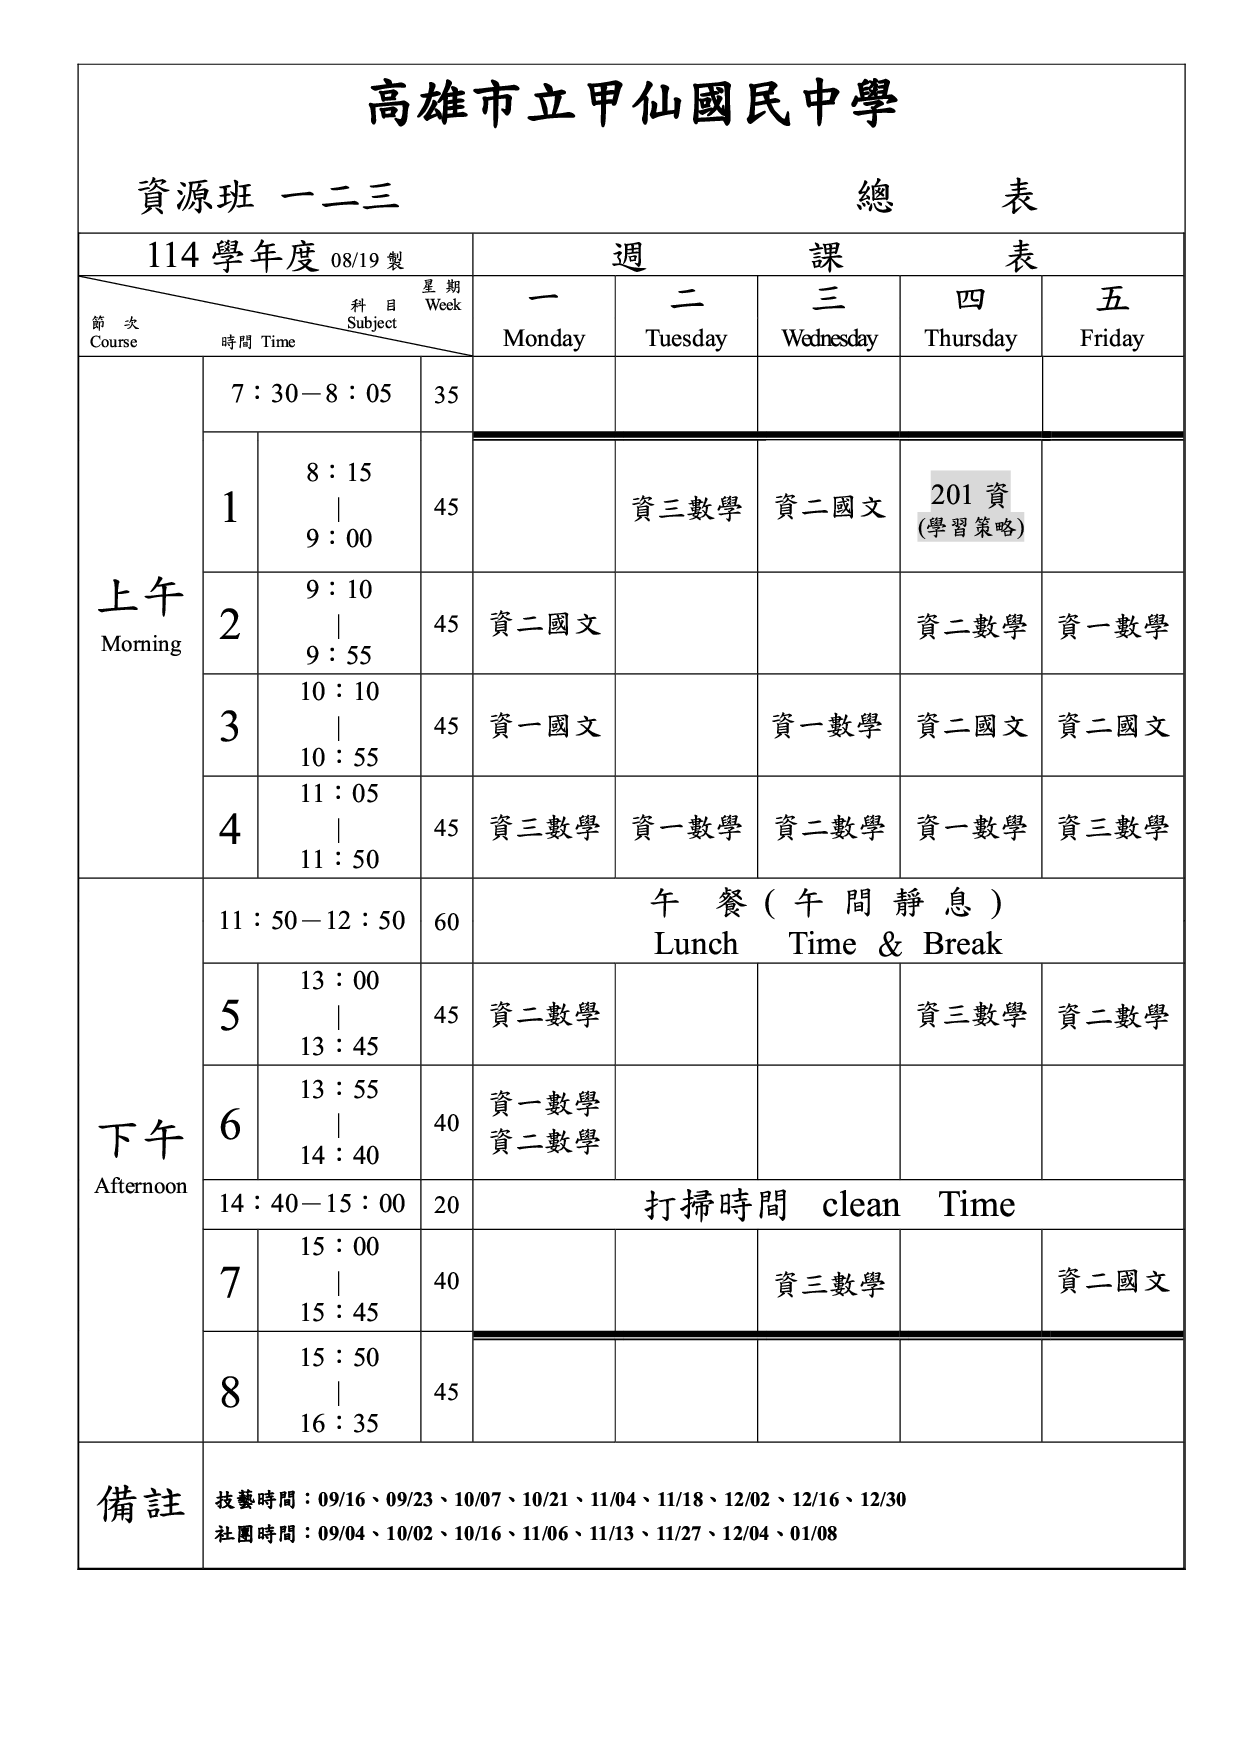 高雄市立甲仙國民中學
資源班 一二三 總 表
114 學年度 08/19 製 週 課 表
星 期
Week
科 目
Subject
節 次
Course
時間 Time
一 二 三 四 五
Monday Tuesday Wednesday Thursday Friday
上午
Morning
7：30－8：05 35
1 8：15｜9：00 45 資三數學 資二國文 201 資
(學習策略)
2 9：10｜9：55 45 資二國文 資二數學 資一數學
3 10：10｜10：55 45 資一國文 資一數學 資二國文 資二國文
4 11：05｜11：50 45 資三數學 資一數學 資二數學 資一數學 資三數學
下午
Afternoon
11：50－12：50 60 午 餐 ( 午 間 靜 息 )
Lunch Time & Break
5 13：00｜13：45 45 資二數學 資三數學 資二數學
6 13：55｜14：40 40 資一數學
資二數學
14：40－15：00 20 打掃時間 clean Time
7 15：00｜15：45 40 資三數學 資二國文
8 15：50｜16：35 45
備註
技藝時間：09/16、09/23、10/07、10/21、11/04、11/18、12/02、12/16、12/30
社團時間：09/04、10/02、10/16、11/06、11/13、11/27、12/04、01/08